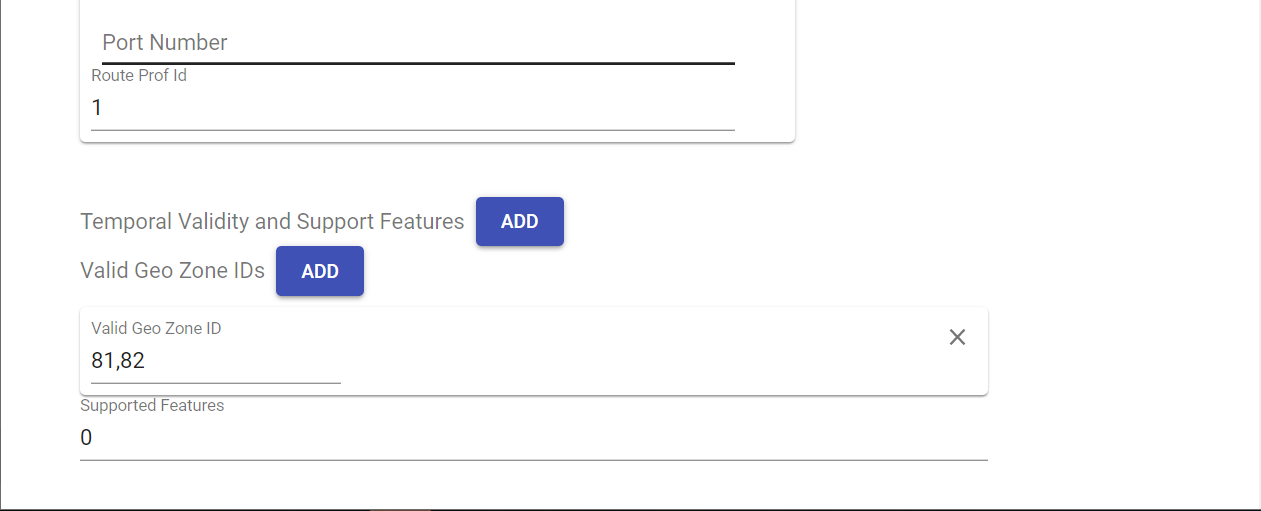 Port Number
Route Prof Id
1
Temporal Validity and Support Features ADD
Valid Geo Zone IDs ADD
Valid Geo Zone ID
81,82
Supported Features
0